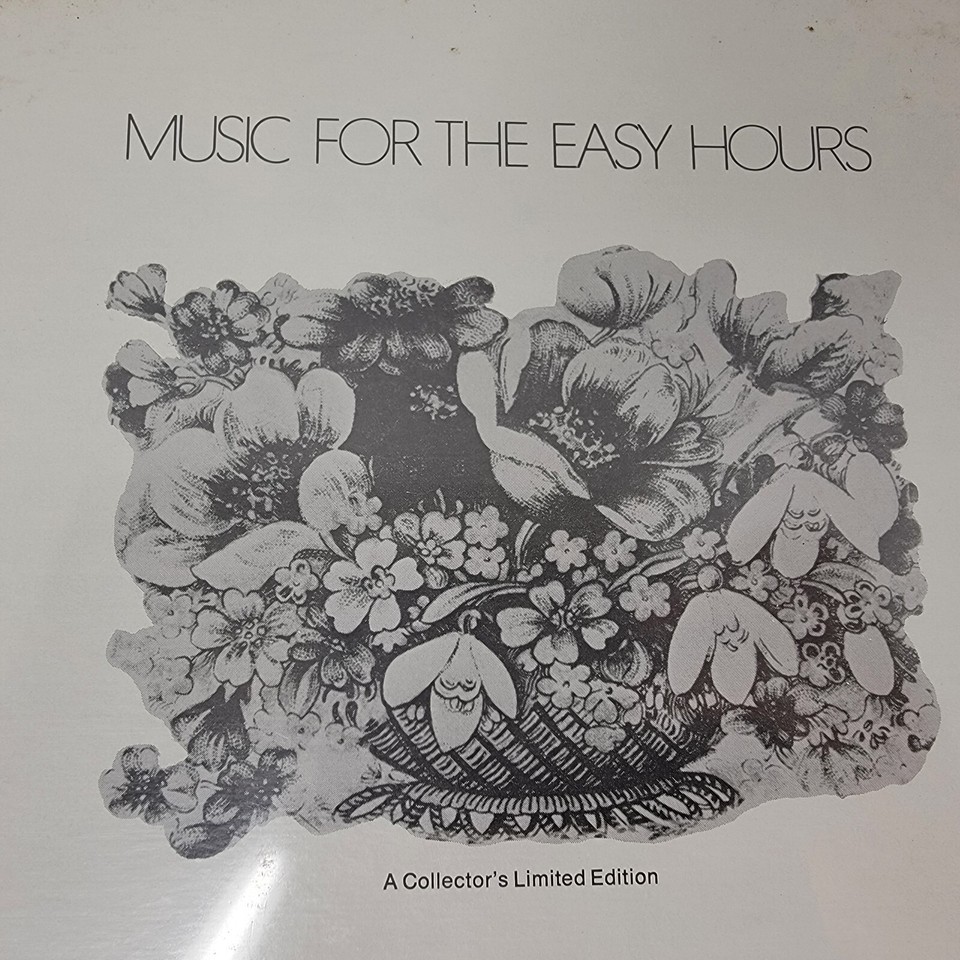 MUSIC FOR THE EASY HOURS
A Collector's Limited Edition